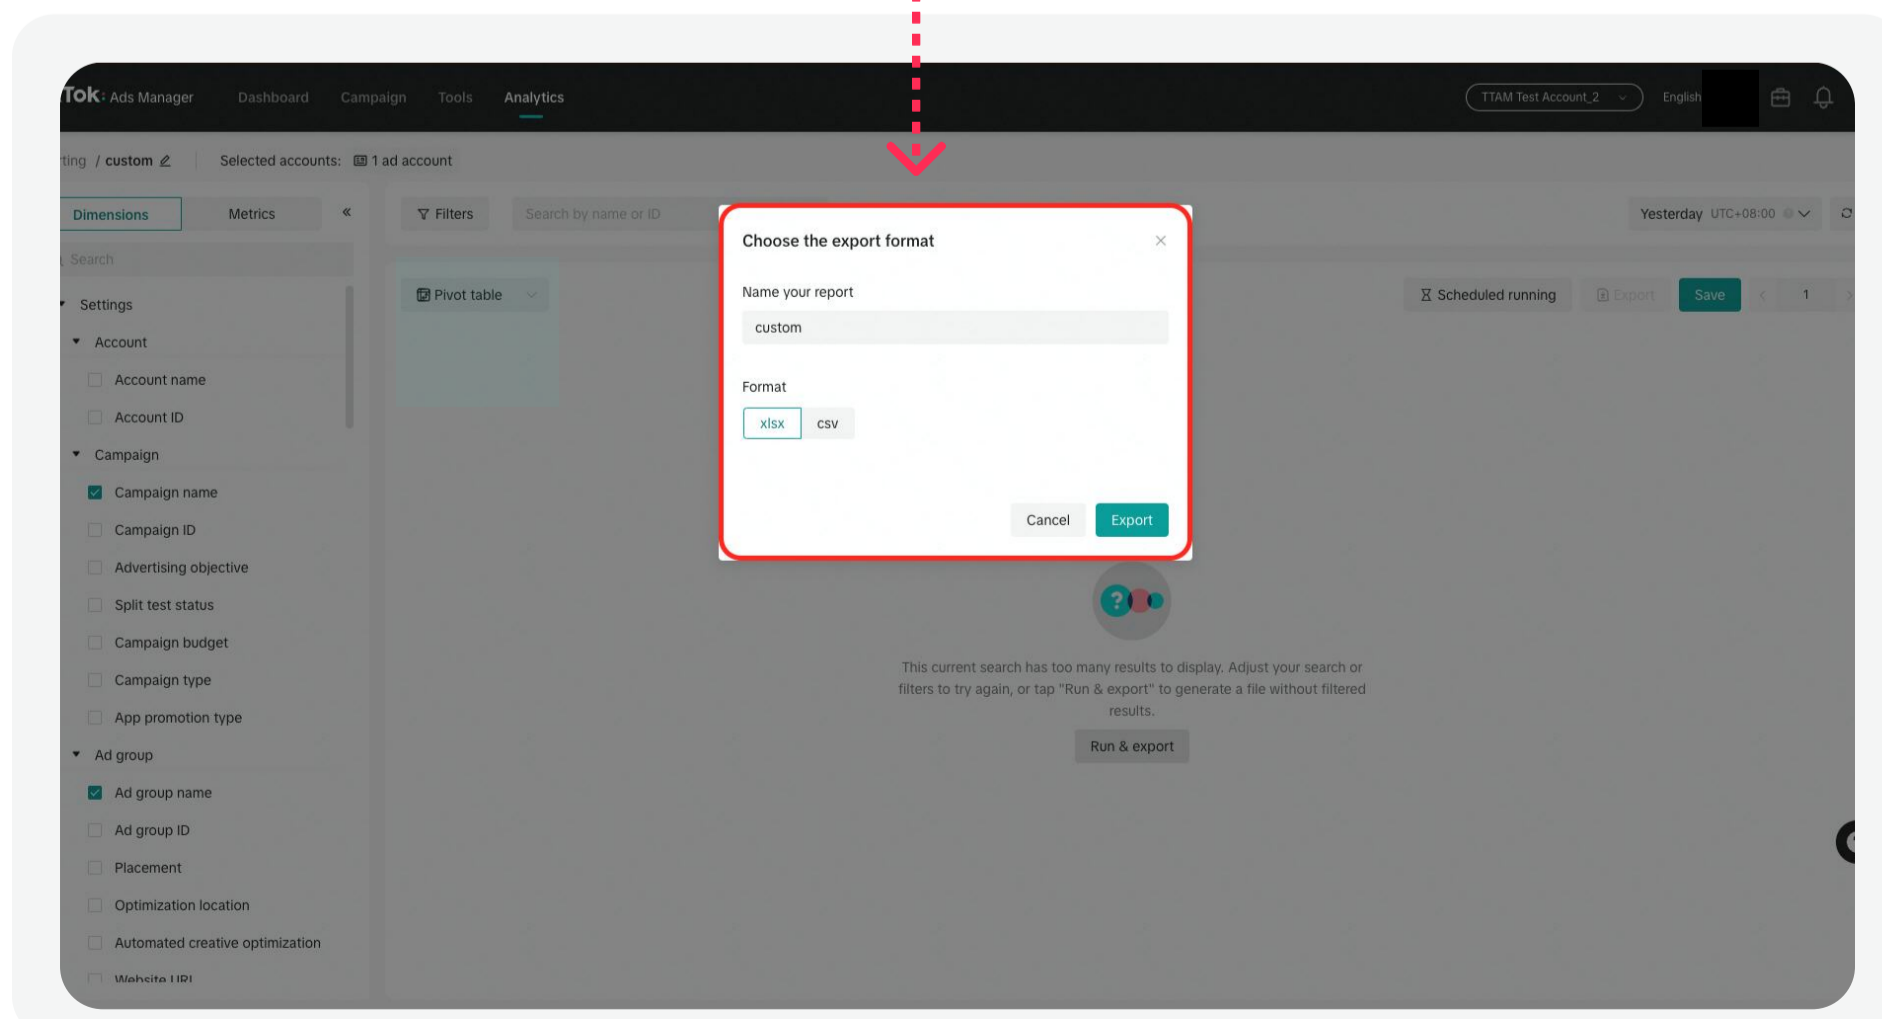 Tok: Ads Manager
Dashboard
Campaign
Tools
Analytics
TTAM Test Account_2
English
/ custom
Selected accounts:
1 ad account
Dimensions
Metrics
«
Filters
Search by name or ID
Yesterday UTC+08:00
Search
Settings
Account
Account name
Account ID
Campaign
Campaign name
Campaign ID
Advertising objective
Split test status
Campaign budget
Campaign type
App promotion type
Ad group
Ad group name
Ad group ID
Placement
Optimization location
Automated creative optimization
Website URL
Pivot table
Scheduled running
Export
Save
< 1 >
Choose the export format
Name your report
custom
Format
xlsx
csv
Cancel
Export
This current search has too many results to display. Adjust your search or
filters to try again, or tap "Run & export" to generate a file without filtered
results.
Run & export